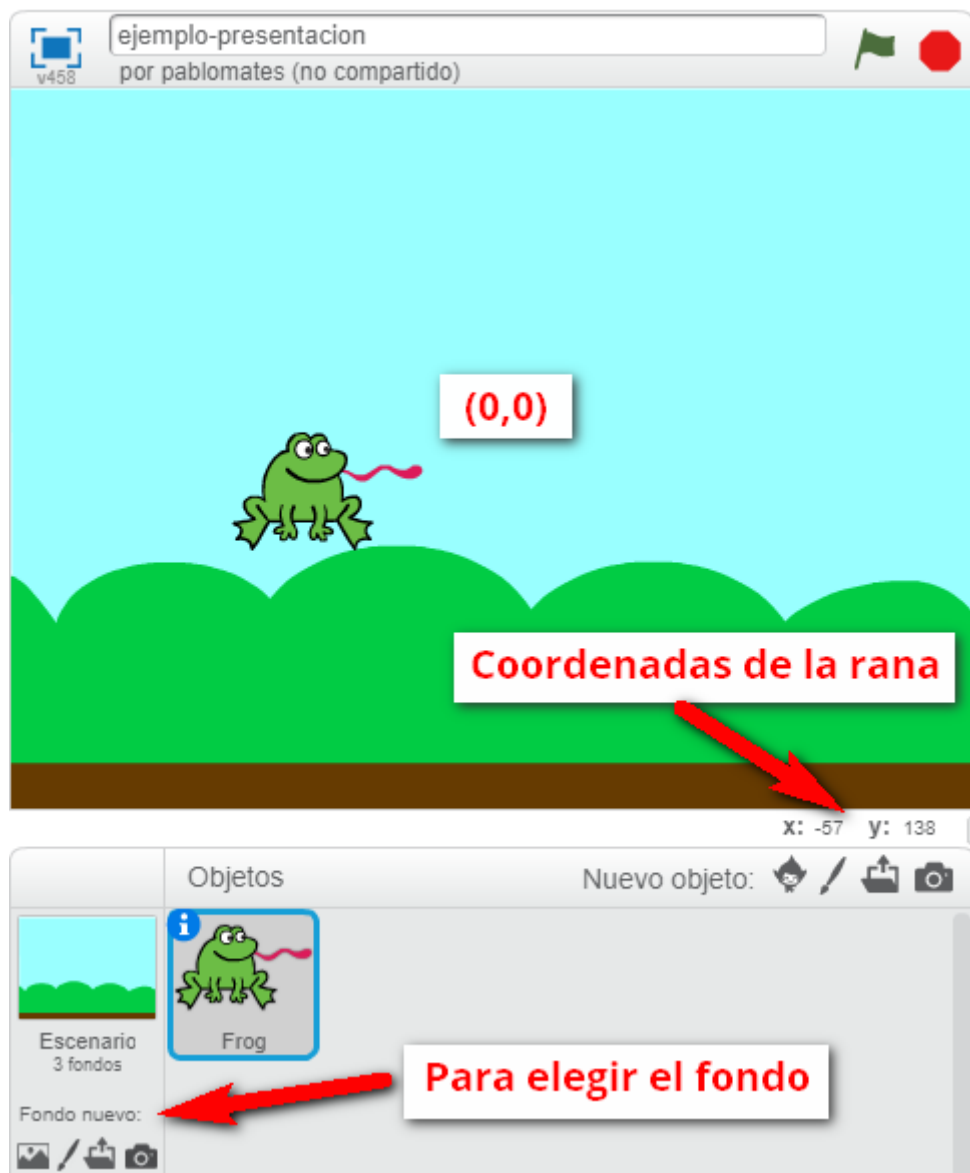 ejemplo-presentacion
v458
por pablomates (no compartido)
(0,0)
Coordenadas de la rana
x: -57 y: 138
Objetos
Nuevo objeto:
Escenario
3 fondos
Frog
Para elegir el fondo
Fondo nuevo: